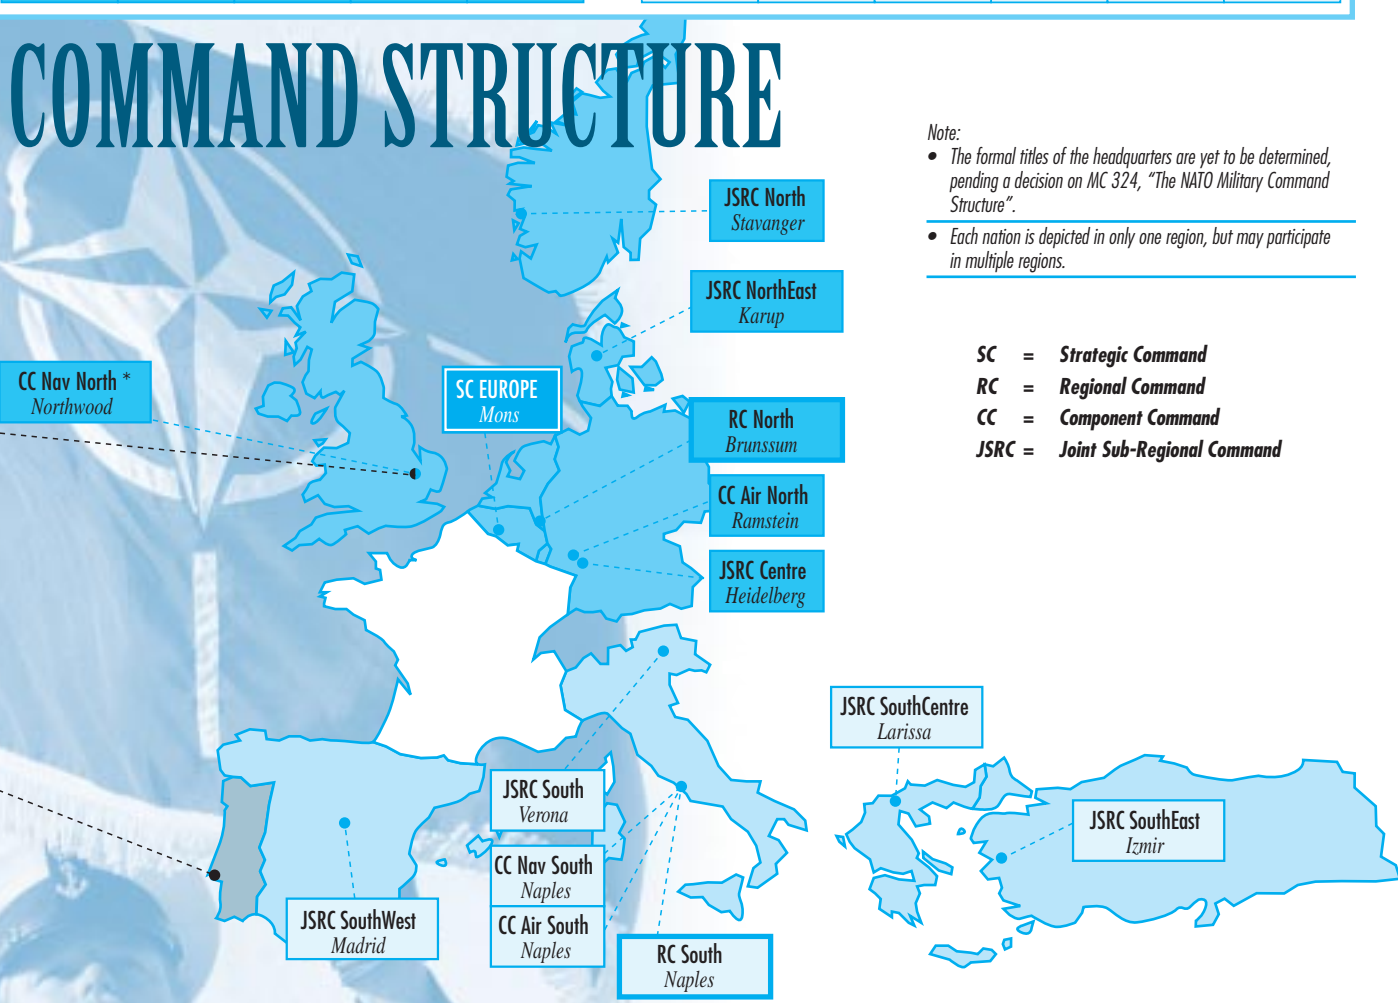 COMMAND STRUCTURE
Note:
• The formal titles of the headquarters are yet to be determined,
pending a decision on MC 324, “The NATO Military Command
Structure”.
• Each nation is depicted in only one region, but may participate
in multiple regions.
SC = Strategic Command
RC = Regional Command
CC = Component Command
JSRC = Joint Sub-Regional Command
JSRC North
Stavanger
JSRC NorthEast
Karup
CC Nav North *
Northwood
SC EUROPE
Mons
RC North
Brunssum
CC Air North
Ramstein
JSRC Centre
Heidelberg
JSRC SouthCentre
Larissa
JSRC South
Verona
JSRC SouthEast
Izmir
CC Nav South
Naples
JSRC SouthWest
Madrid
CC Air South
Naples
RC South
Naples